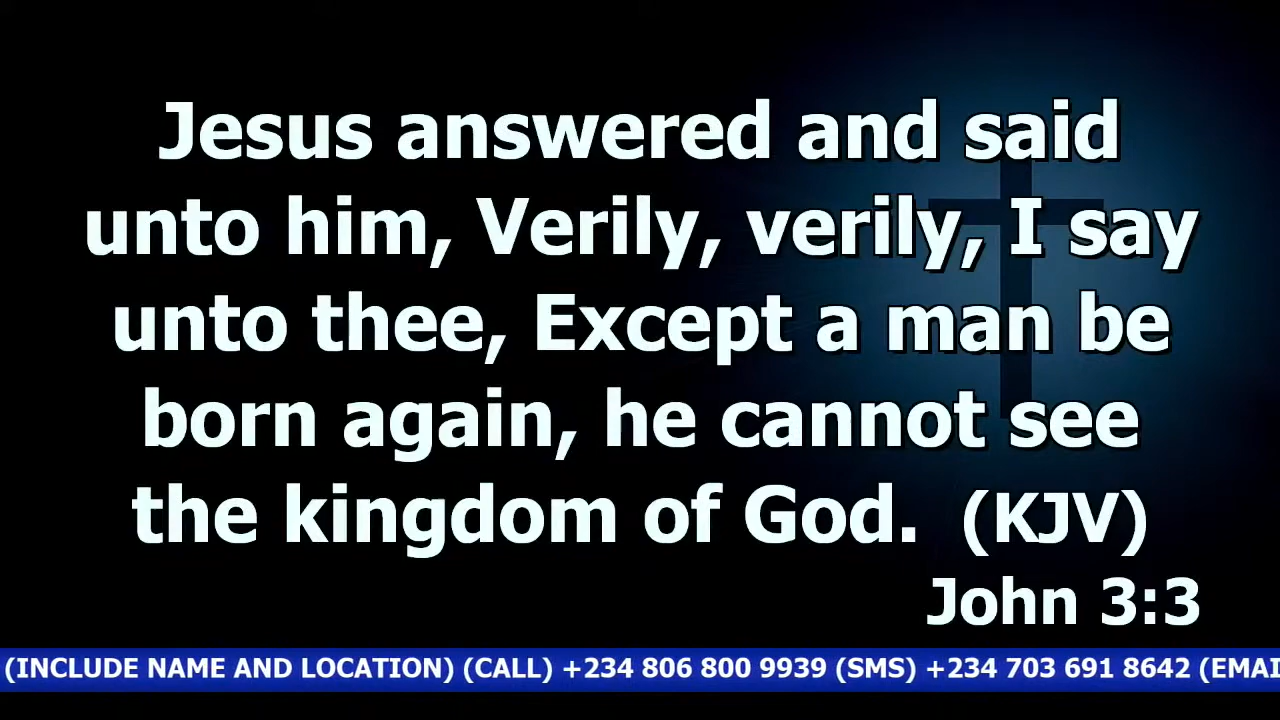 Jesus answered and said
unto him, Verily, verily, I say
unto thee, Except a man be
born again, he cannot see
the kingdom of God. (KJV)
John 3:3
(INCLUDE NAME AND LOCATION) (CALL) +234 806 800 9939 (SMS) +234 703 691 8642 (EMAI